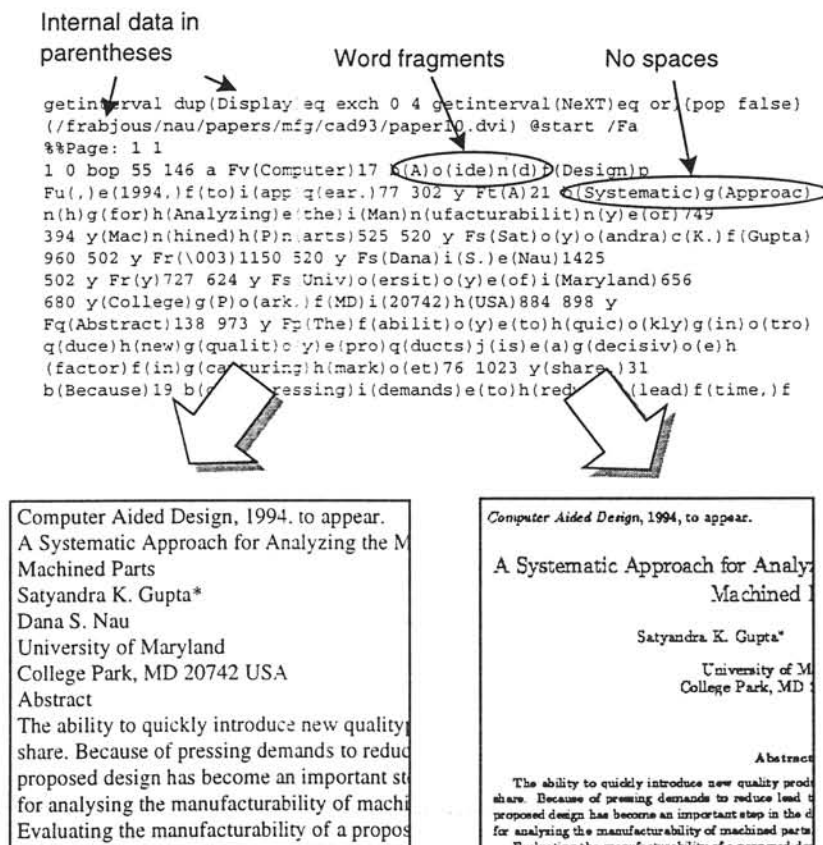 Internal data in
parentheses
Word fragments
No spaces
getinterval dup(Display eq exch 0 4 getinterval(NeXT)eq or){pop false}
(/frabjous/nau/papers/mfg/cad93/paper10.dvi) @start /Fa
%%Page: 1 1
1 0 bop 55 146 a Fv(Computer)17 b(A)o(ide)n(d)f(Design)p
Fu(,)e(1994,)f(to)i(app q(ear.)77 302 y Ft(A)21 b(Systematic)g(Approac)
n(h)g(for)h(Analyzing)e(the)i(Man)n(ufacturabilit)n(y)e(of)749
394 y(Mac)n(hined)h(P)n(arts)525 520 y Fs(Sat)o(y)o(andra)c(K.)f(Gupta)
960 502 y Fr(\003)1150 520 y Fs(Dana)i(S.)e(Nau)1425
502 y Fr(y)727 624 y Fs Univ)o(ersit)o(y)e(of)i(Maryland)656
680 y(College)g(P)o(ark.)f(MD)i(20742)h(USA)884 898 y
Fq(Abstract)138 973 y Fp(The)f(abilit)o(y)e(to)h(quic)o(kly)g(in)o(tro)
q(duce)h(new)g(qualit)o(y)e(pro)q(ducts)j(is)e(a)g(decisiv)o(e)h
(factor)f(in)g(capturing)h(mark)o(et)76 1023 y(share.)31
b(Because)19 ressing)i(demands)e(to)h(red (lead)f(time,)f
Computer Aided Design, 1994. to appear.
A Systematic Approach for Analyzing the M
Machined Parts
Satyandra K. Gupta*
Dana S. Nau
University of Maryland
College Park, MD 20742 USA
Abstract
The ability to quickly introduce new quality
share. Because of pressing demands to reduc
proposed design has become an important st
for analysing the manufacturability of machi
Evaluating the manufacturability of a propos
Computer Aided Design, 1994, to appear.
A Systematic Approach for Analy
Machined
Satyandra K. Gupta*
University of M
College Park, MD
Abstract
The ability to quickly introduce new quality prod
share. Because of pressing demands to reduce lead t
proposed design has become an important step in the d
for analyzing the manufacturability of machined parts